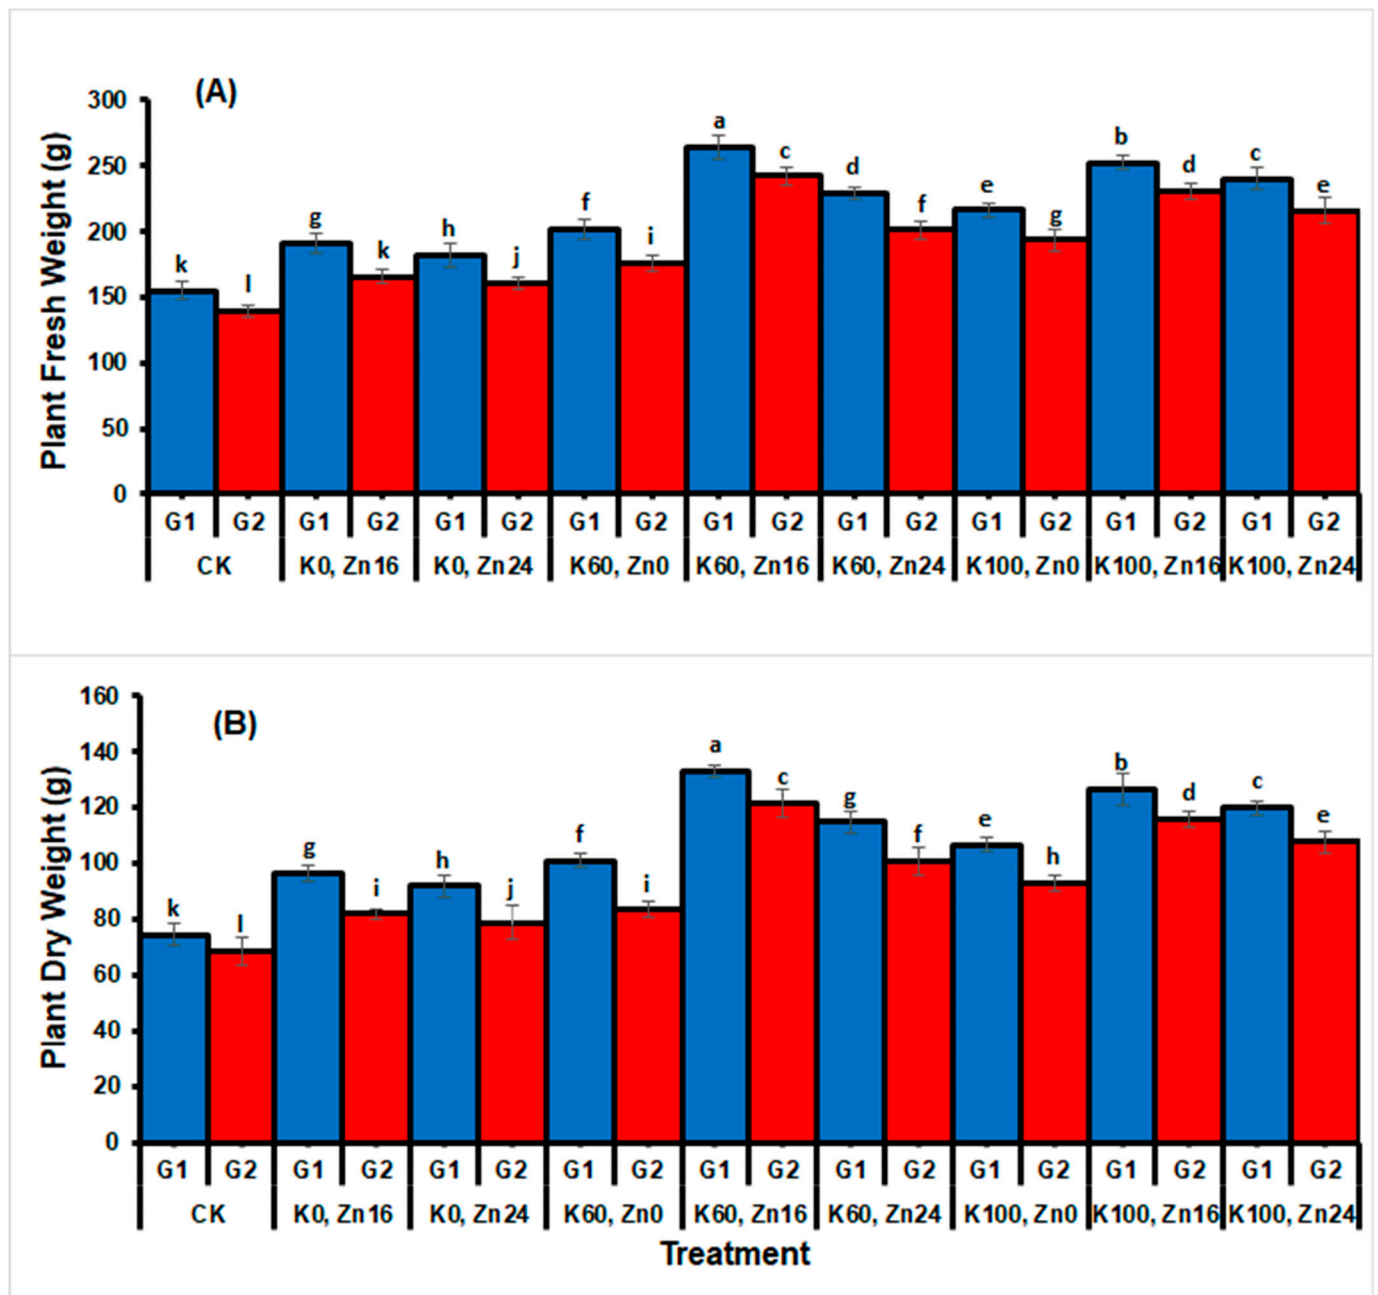 (A)
300
250
200
150
100
50
0
Plant Fresh Weight (g)
k l g k h j f i a c d f e g b d c e
G1 G2 G1 G2 G1 G2 G1 G2 G1 G2 G1 G2 G1 G2 G1 G2 G1 G2
CK K0, Zn16 K0, Zn24 K60, Zn0 K60, Zn16 K60, Zn24 K100, Zn0 K100, Zn16 K100, Zn24
(B)
160
140
120
100
80
60
40
20
0
Plant Dry Weight (g)
k l g i h j f i a c g f e h b d c e
G1 G2 G1 G2 G1 G2 G1 G2 G1 G2 G1 G2 G1 G2 G1 G2 G1 G2
CK K0, Zn16 K0, Zn24 K60, Zn0 K60, Zn16 K60, Zn24 K100, Zn0 K100, Zn16 K100, Zn24
Treatment